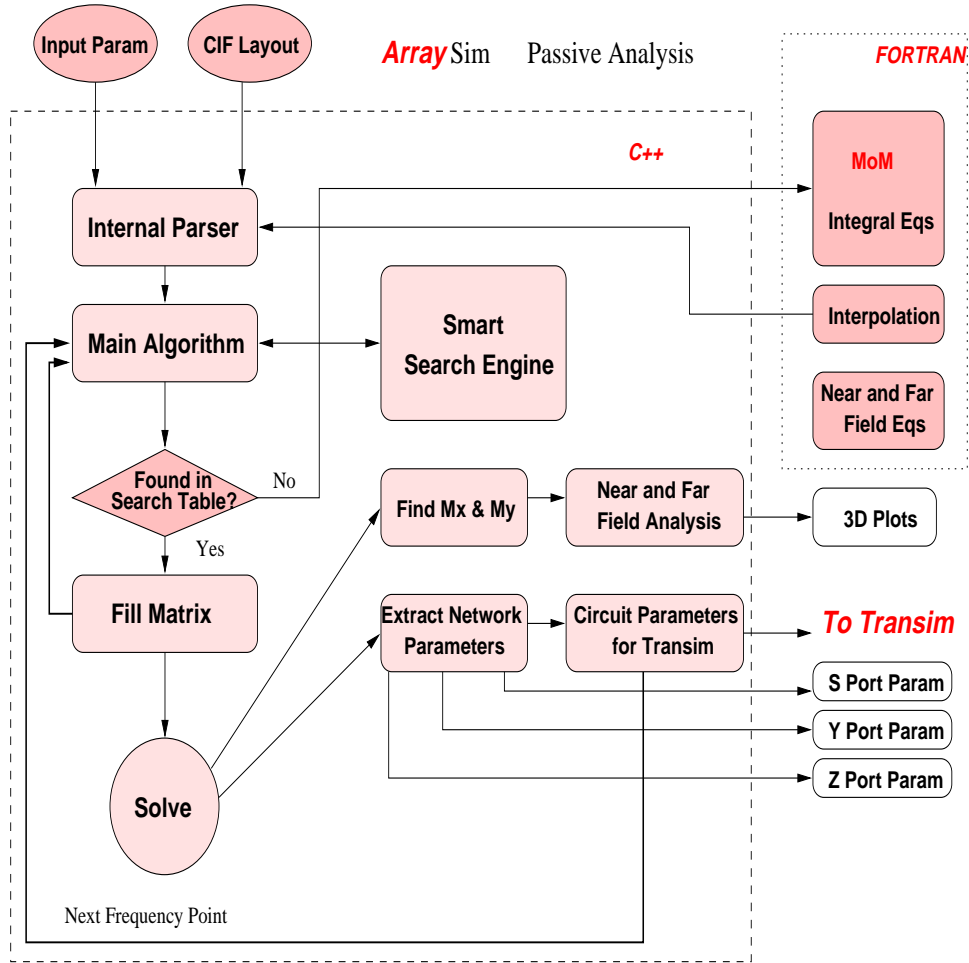 Input Param
CIF Layout
Array Sim Passive Analysis
FORTRAN
C++
MoM
Integral Eqs
Internal Parser
Interpolation
Main Algorithm
Smart
Search Engine
Near and Far
Field Eqs
Found in
Search Table?
No
Yes
Find Mx & My
Near and Far
Field Analysis
3D Plots
Fill Matrix
Extract Network
Parameters
Circuit Parameters
for Transim
To Transim
S Port Param
Y Port Param
Z Port Param
Solve
Next Frequency Point